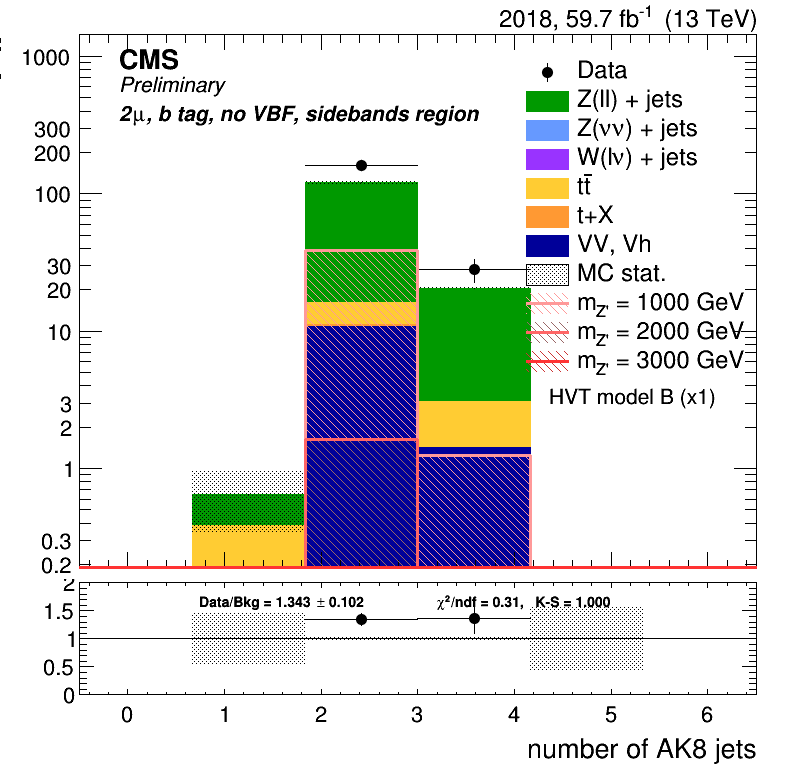 2018, 59.7 fb⁻¹ (13 TeV)
CMS
Preliminary
2μ, b tag, no VBF, sidebands region
Data
Z(ll) + jets
Z(νν) + jets
W(lν) + jets
tt̄
t+X
VV, Vh
MC stat.
m_Z' = 1000 GeV
m_Z' = 2000 GeV
m_Z' = 3000 GeV
HVT model B (x1)
1000
300
200
100
30
20
10
3
2
1
0.3
0.2
Data/Bkg = 1.343 ± 0.102
χ²/ndf = 0.31, K-S = 1.000
2
1.5
1
0.5
0
0 1 2 3 4 5 6
number of AK8 jets